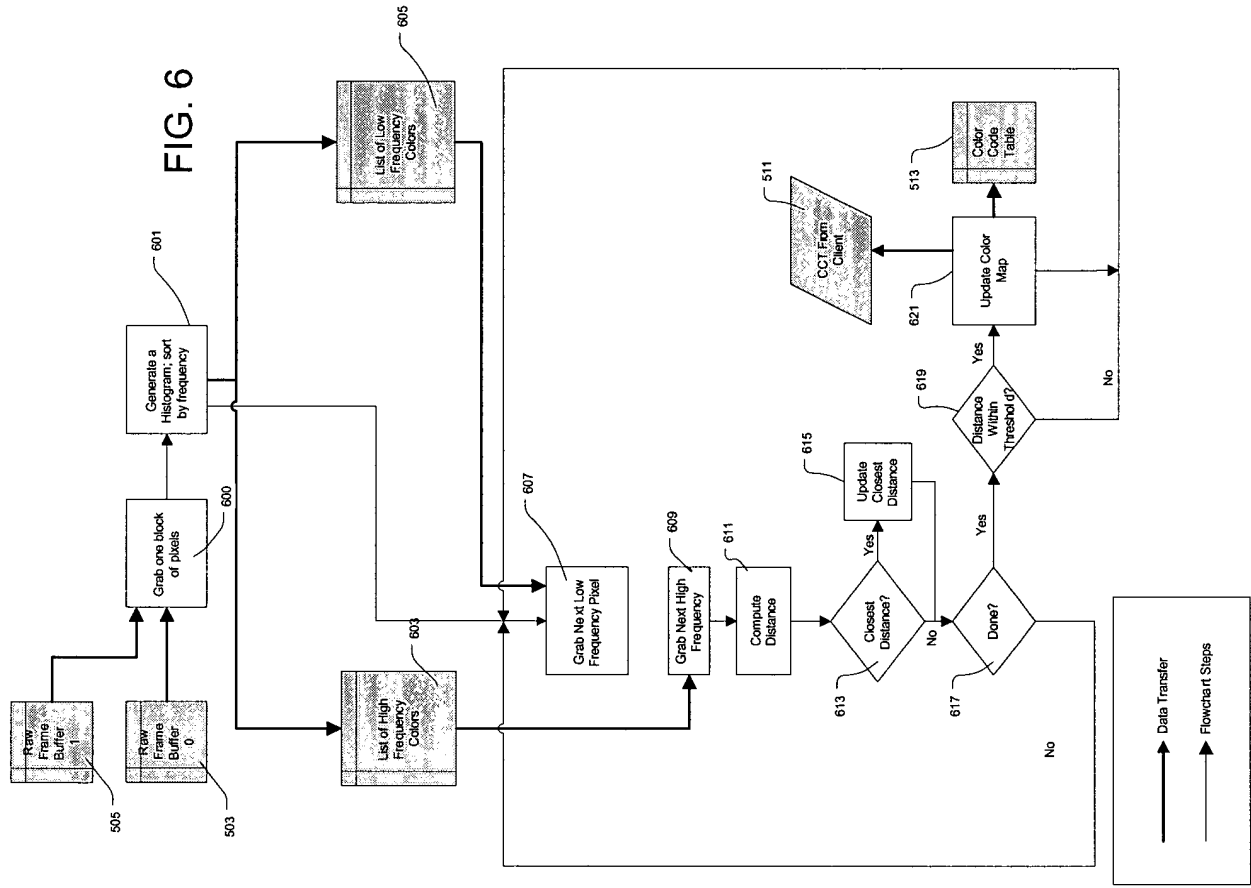 FIG. 6
Raw
Frame
Buffer
1
505
Raw
Frame
Buffer
0
503
Grab one block
of pixels
600
Generate a
Histogram; sort
by frequency
601
List of High
Frequency
Colors
603
List of Low
Frequency
Colors
605
Grab Next Low
Frequency Pixel
607
Grab Next High
Frequency
609
Compute
Distance
611
Closest
Distance?
613
Yes
No
Update
Closest
Distance
615
Done?
617
Yes
No
Distance
Within
Threshold?
619
Yes
No
Update Color
Map
621
CCT From
Client
511
Color
Code
Table
513
Data Transfer
Flowchart Steps